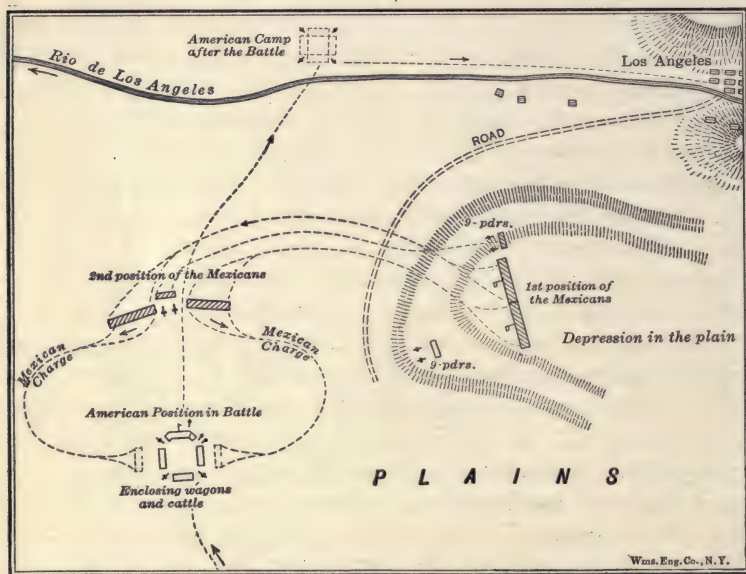 American Camp
after the Battle
Rio de Los Angeles
Los Angeles
ROAD
9-pdrs.
2nd position of the Mexicans
1st position of
the Mexicans
Depression in the plain
Mexican
Charge
Mexican
Charge
9-pdrs.
American Position in Battle
Enclosing wagons
and cattle
PLAINS
Wms. Eng. Co., N.Y.